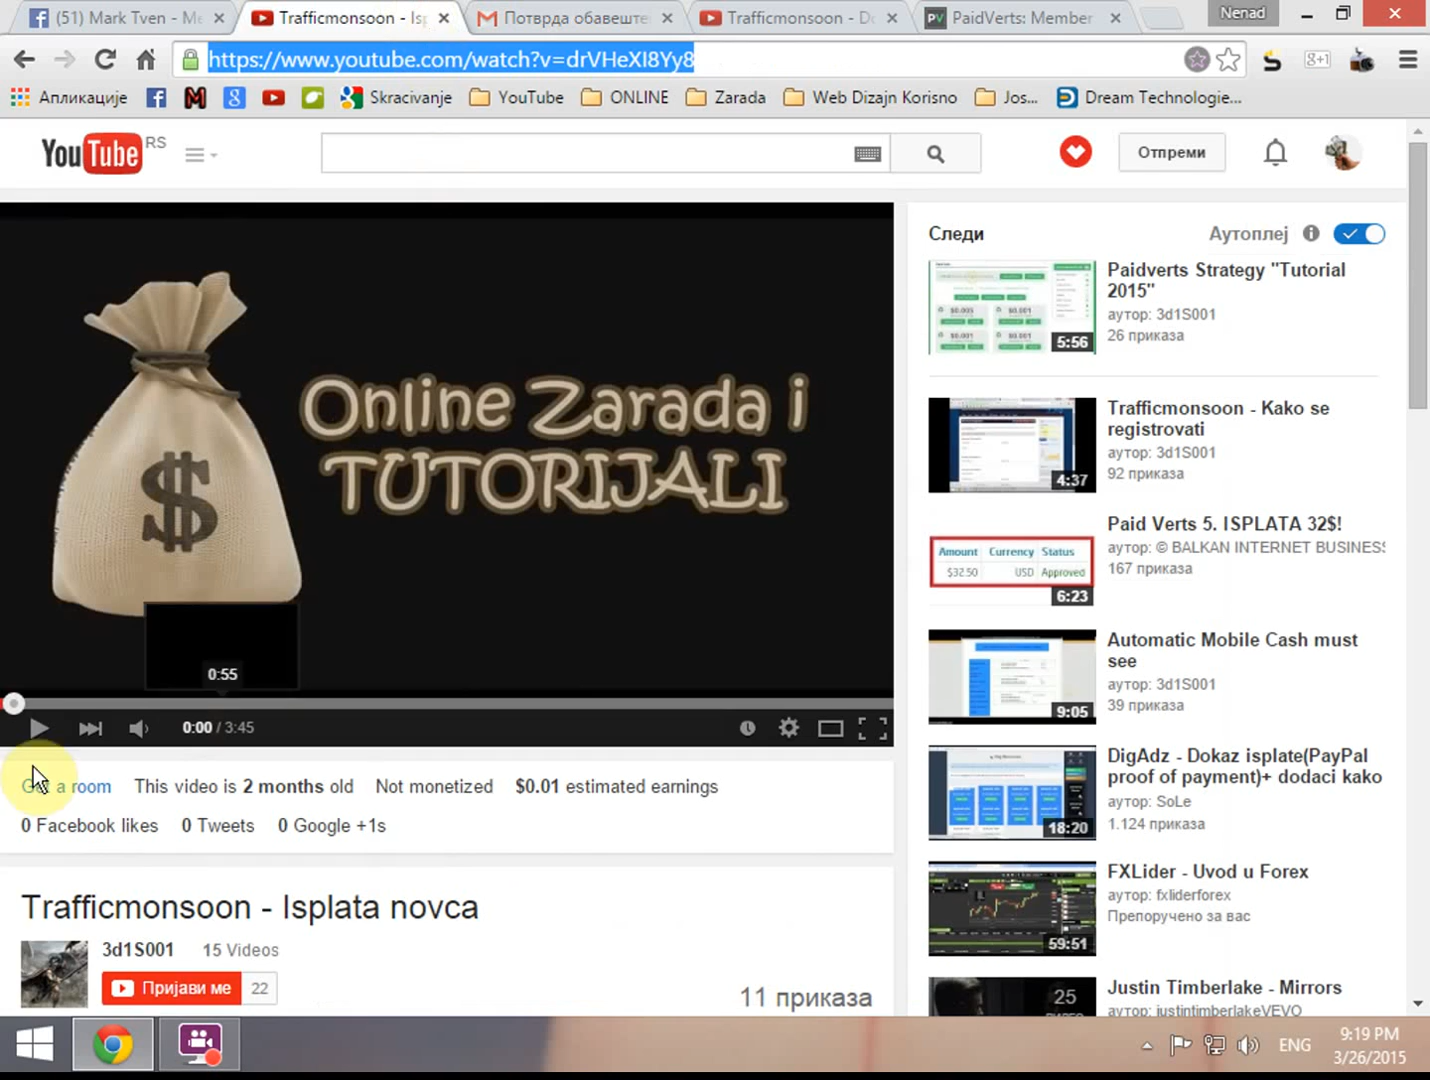 (51) Mark Tven - Me
Trafficmonsoon - Isp
Потврда обавеште
Trafficmonsoon - D
PaidVerts: Member
Nenad
https://www.youtube.com/watch?v=drVHeXl8Yy8
Апликације
Skracivanje
YouTube
ONLINE
Zarada
Web Dizajn Korisno
Jos...
Dream Technologie...
YouTube RS
Отпреми
Online Zarada i
TUTORIJALI
0:55
0:00 / 3:45
Get a room This video is 2 months old Not monetized $0.01 estimated earnings
0 Facebook likes 0 Tweets 0 Google +1s
Trafficmonsoon - Isplata novca
3d1S001 15 Videos
Пријави ме 22
11 приказа
Следи Аутоплеј
Paidverts Strategy "Tutorial
2015"
аутор: 3d1S001
26 приказа
5:56
Trafficmonsoon - Kako se
registrovati
аутор: 3d1S001
92 приказа
4:37
Paid Verts 5. ISPLATA 32$!
аутор: © BALKAN INTERNET BUSINESS
167 приказа
Amount Currency Status
$32.50 USD Approved
6:23
Automatic Mobile Cash must
see
аутор: 3d1S001
39 приказа
9:05
DigAdz - Dokaz isplate(PayPal
proof of payment)+ dodaci kako
аутор: SoLe
1.124 приказа
18:20
FXLider - Uvod u Forex
аутор: fxliderforex
Препоручено за вас
59:51
Justin Timberlake - Mirrors
аутор: justintimberlakeVEVO
25
ENG
9:19 PM
3/26/2015